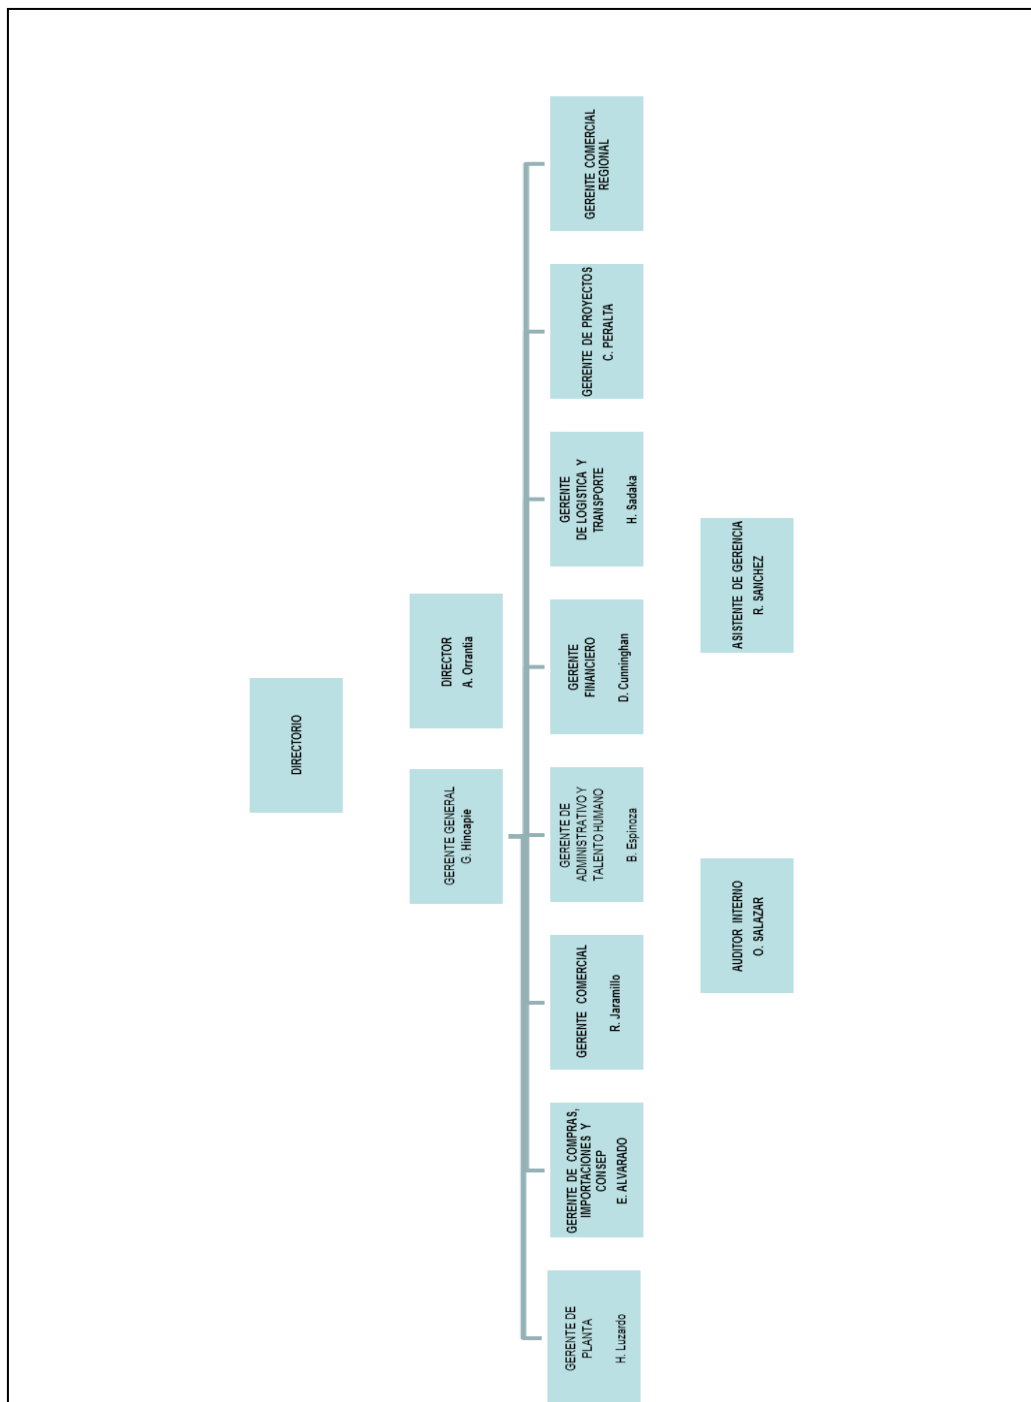 DIRECTORIO
GERENTE GENERAL
G. Hincapie
DIRECTOR
A. Orrantia
GERENTE DE
PLANTA
H. Luzardo
GERENTE DE COMPRAS,
IMPORTACIONES Y
CONSEP
E. ALVARADO
GERENTE COMERCIAL
R. Jaramillo
GERENTE DE
ADMINISTRATIVO Y
TALENTO HUMANO
B. Espinoza
GERENTE
FINANCIERO
D. Cunninghan
GERENTE
DE LOGISTICA Y
TRANSPORTE
H. Sadaka
GERENTE DE PROYECTOS
C. PERALTA
GERENTE COMERCIAL
REGIONAL
AUDITOR INTERNO
O. SALAZAR
ASISTENTE DE GERENCIA
R. SANCHEZ